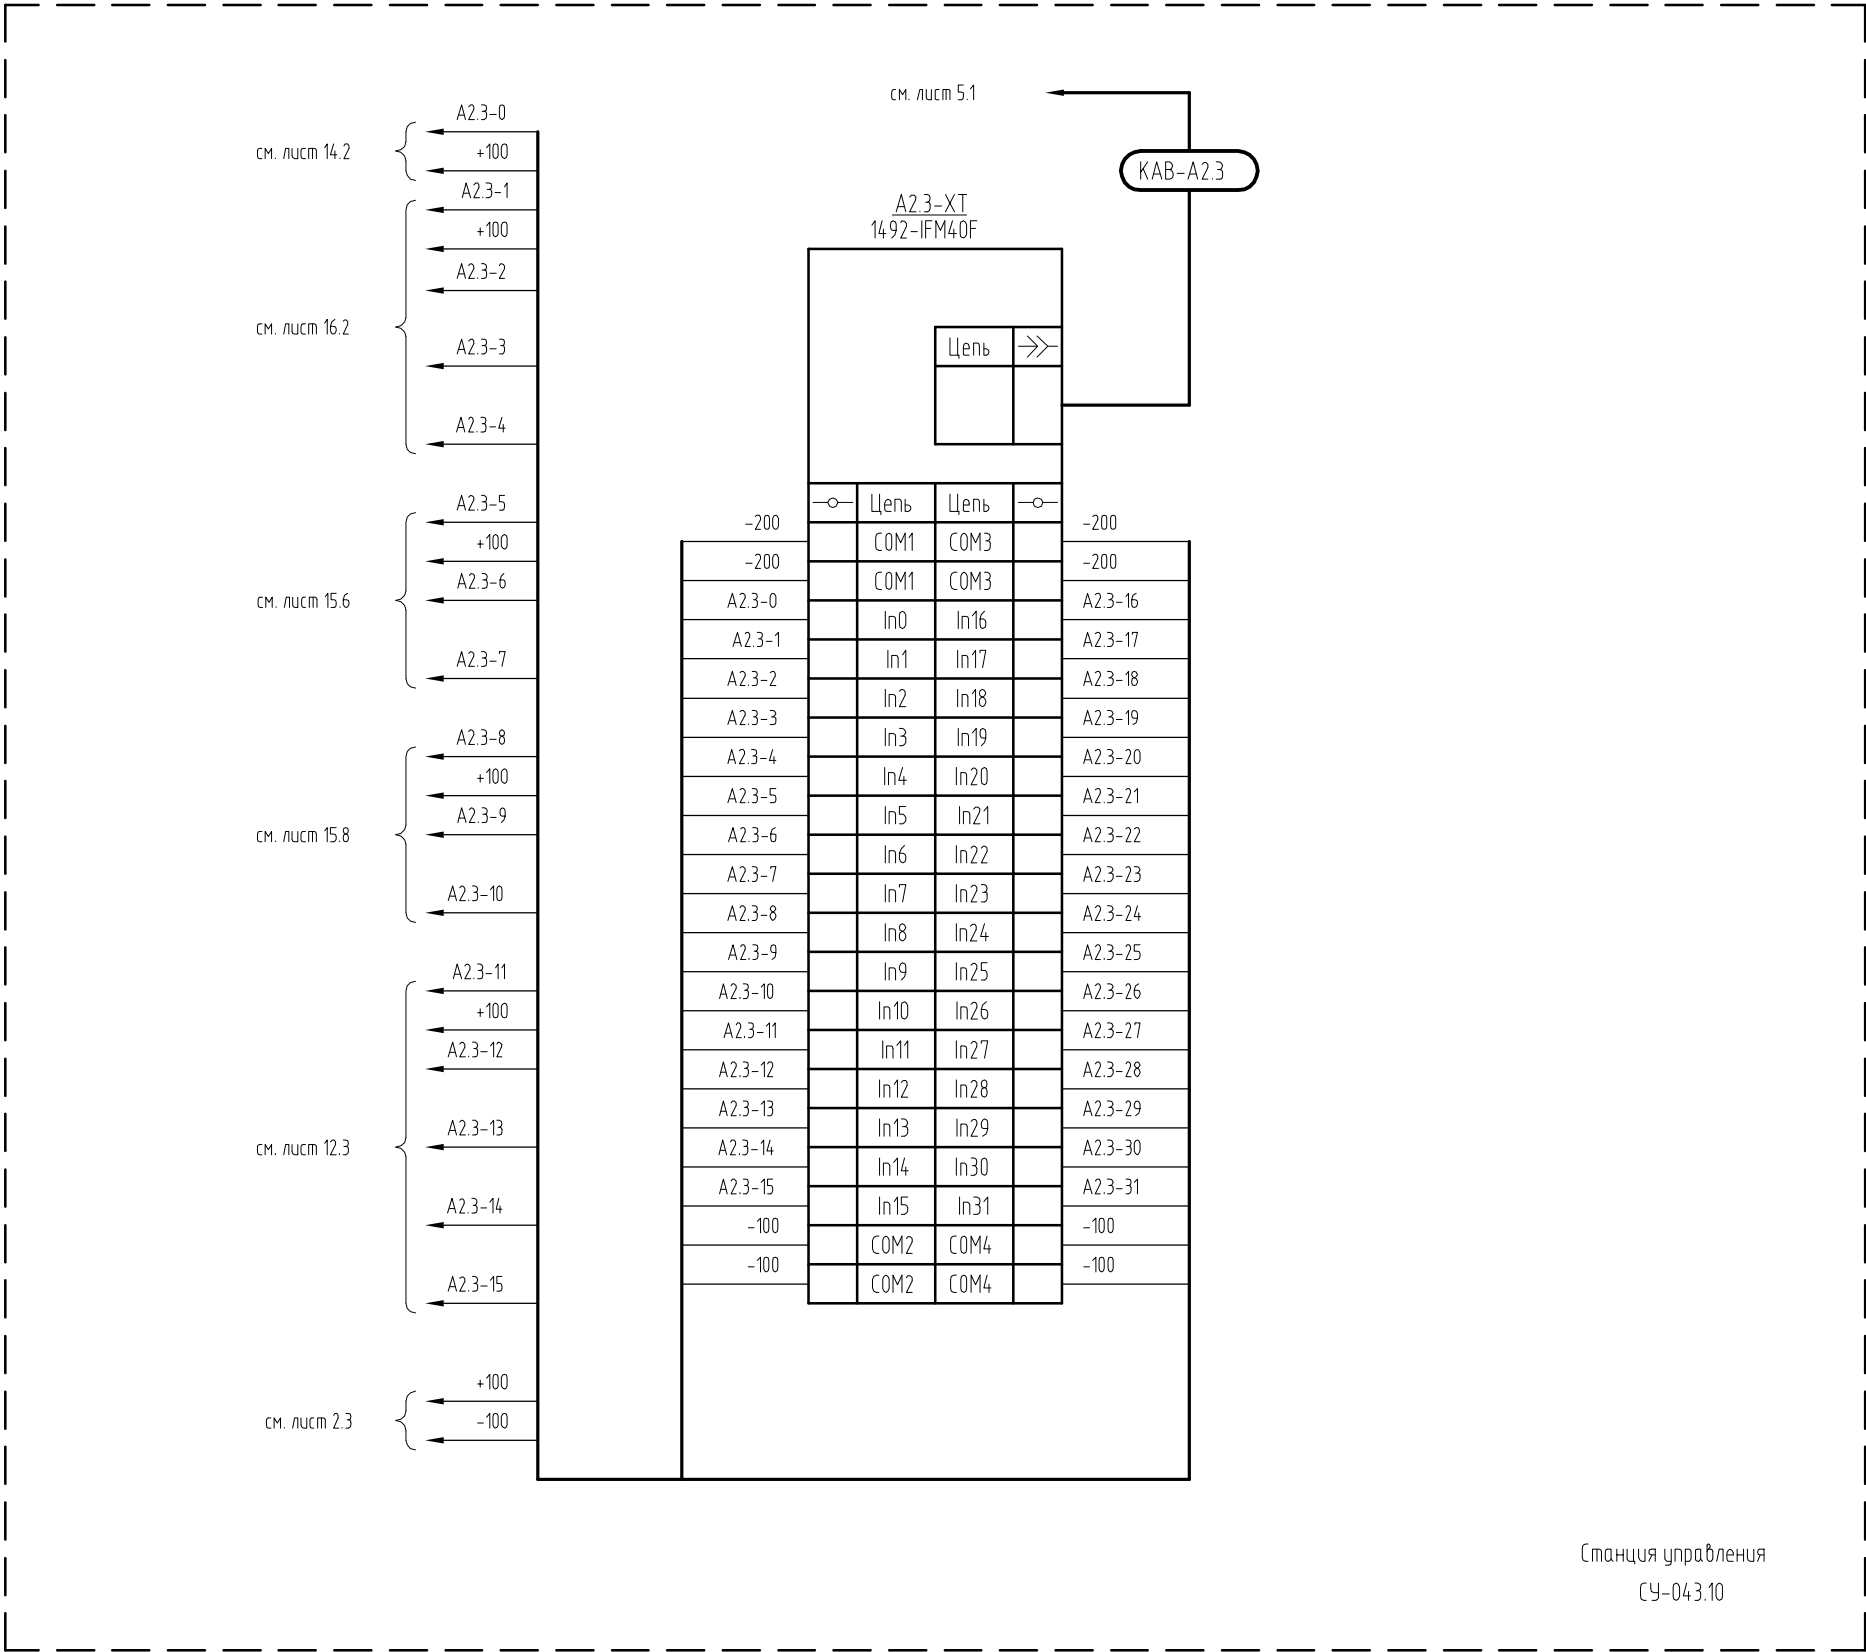 см. лист 5.1
КАВ-А2.3
А2.3-ХТ
1492-IFM40F
Цепь
А2.3-0
см. лист 14.2
+100
А2.3-1
+100
А2.3-2
см. лист 16.2
А2.3-3
А2.3-4
А2.3-5
+100
А2.3-6
см. лист 15.6
А2.3-7
А2.3-8
+100
А2.3-9
см. лист 15.8
А2.3-10
А2.3-11
+100
А2.3-12
А2.3-13
см. лист 12.3
А2.3-14
А2.3-15
+100
см. лист 2.3
-100
Цепь Цепь
-200 COM1 COM3 -200
-200 COM1 COM3 -200
А2.3-0 In0 In16 А2.3-16
А2.3-1 In1 In17 А2.3-17
А2.3-2 In2 In18 А2.3-18
А2.3-3 In3 In19 А2.3-19
А2.3-4 In4 In20 А2.3-20
А2.3-5 In5 In21 А2.3-21
А2.3-6 In6 In22 А2.3-22
А2.3-7 In7 In23 А2.3-23
А2.3-8 In8 In24 А2.3-24
А2.3-9 In9 In25 А2.3-25
А2.3-10 In10 In26 А2.3-26
А2.3-11 In11 In27 А2.3-27
А2.3-12 In12 In28 А2.3-28
А2.3-13 In13 In29 А2.3-29
А2.3-14 In14 In30 А2.3-30
А2.3-15 In15 In31 А2.3-31
-100 COM2 COM4 -100
-100 COM2 COM4 -100
Станция управления
СУ-043.10